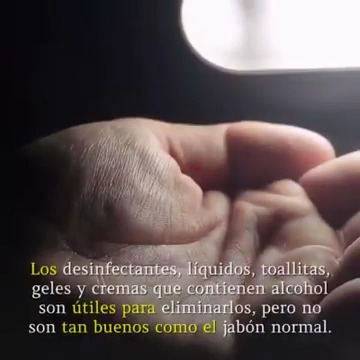 Los desinfectantes, líquidos, toallitas,
geles y cremas que contienen alcohol
son útiles para eliminarlos, pero no
son tan buenos como el jabón normal.